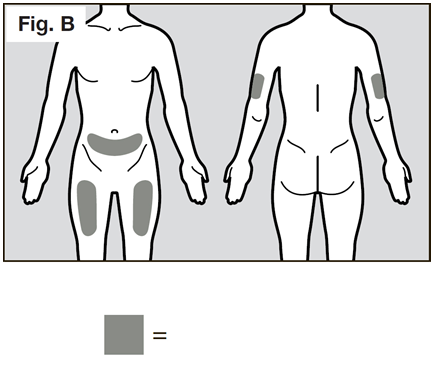 Fig. B
=